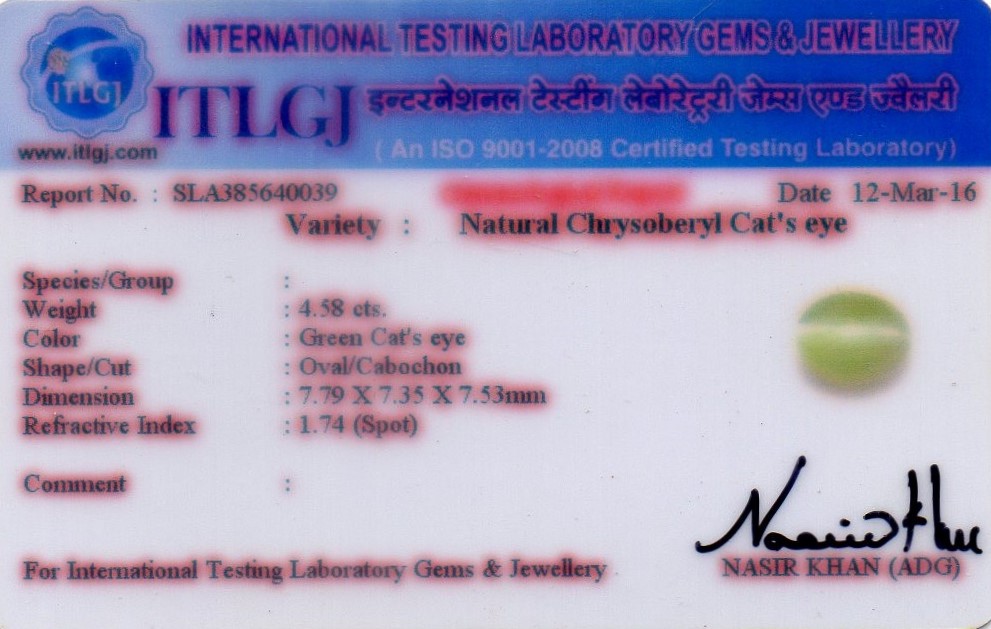 INTERNATIONAL TESTING LABORATORY GEMS & JEWELLERY
ITLGJ
ITLGJ इन्टरनेशनल टेस्टींग लेबोरेट्री जेम्स एण्ड ज्वैलरी
www.itlgj.com (An ISO 9001-2008 Certified Testing Laboratory)
Report No. : SLA385640039 Date 12-Mar-16
Variety : Natural Chrysoberyl Cat's eye
Species/Group :
Weight : 4.58 cts.
Color : Green Cat's eye
Shape/Cut : Oval/Cabochon
Dimension : 7.79 X 7.35 X 7.53mm
Refractive Index : 1.74 (Spot)
Comment :
Nasir Khan
For International Testing Laboratory Gems & Jewellery NASIR KHAN (ADG)